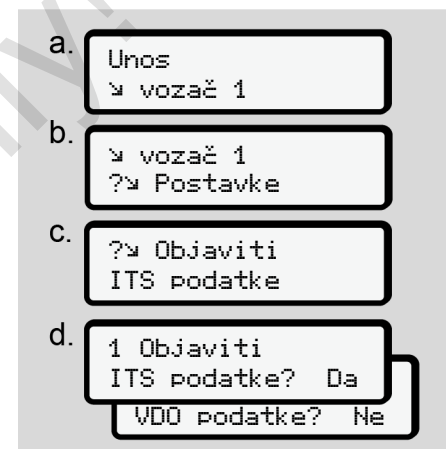 a.
Unos
↘ vozač 1
b.
↘ vozač 1
?↘ Postavke
c.
?↘ Objaviti
ITS podatke
d.
1 Objaviti
ITS podatke? Da
VDO podatke? Ne